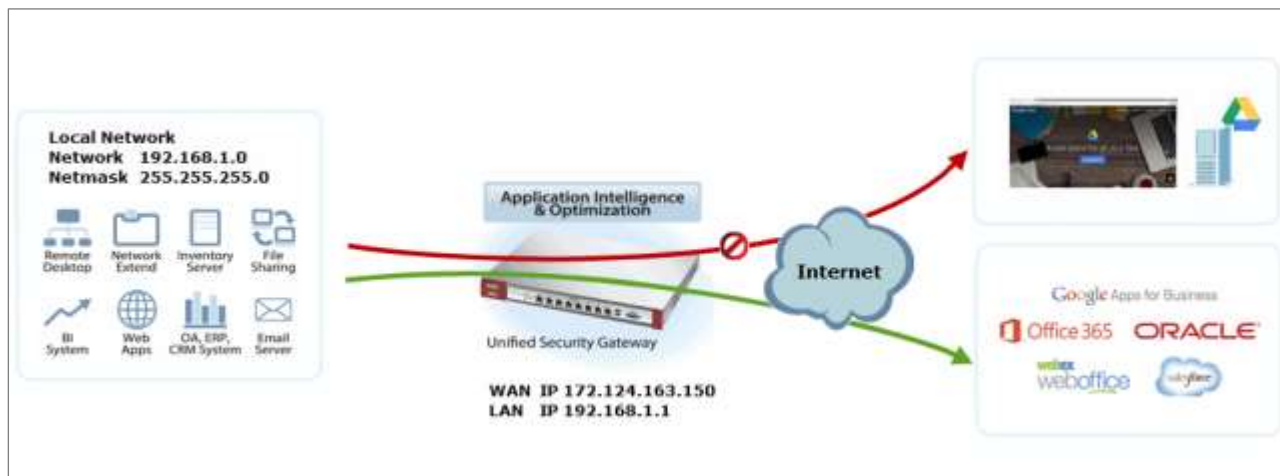 Local Network
Network 192.168.1.0
Netmask 255.255.255.0
Remote
Desktop
Network
Extend
Inventory
Server
File
Sharing
BI
System
Web
Apps
OA, ERP,
CRM System
Email
Server
Application Intelligence
& Optimization
Unified Security Gateway
WAN IP 172.124.163.150
LAN IP 192.168.1.1
Internet
Google Apps for Business
Office 365
ORACLE
webex
weboffice
salesforce